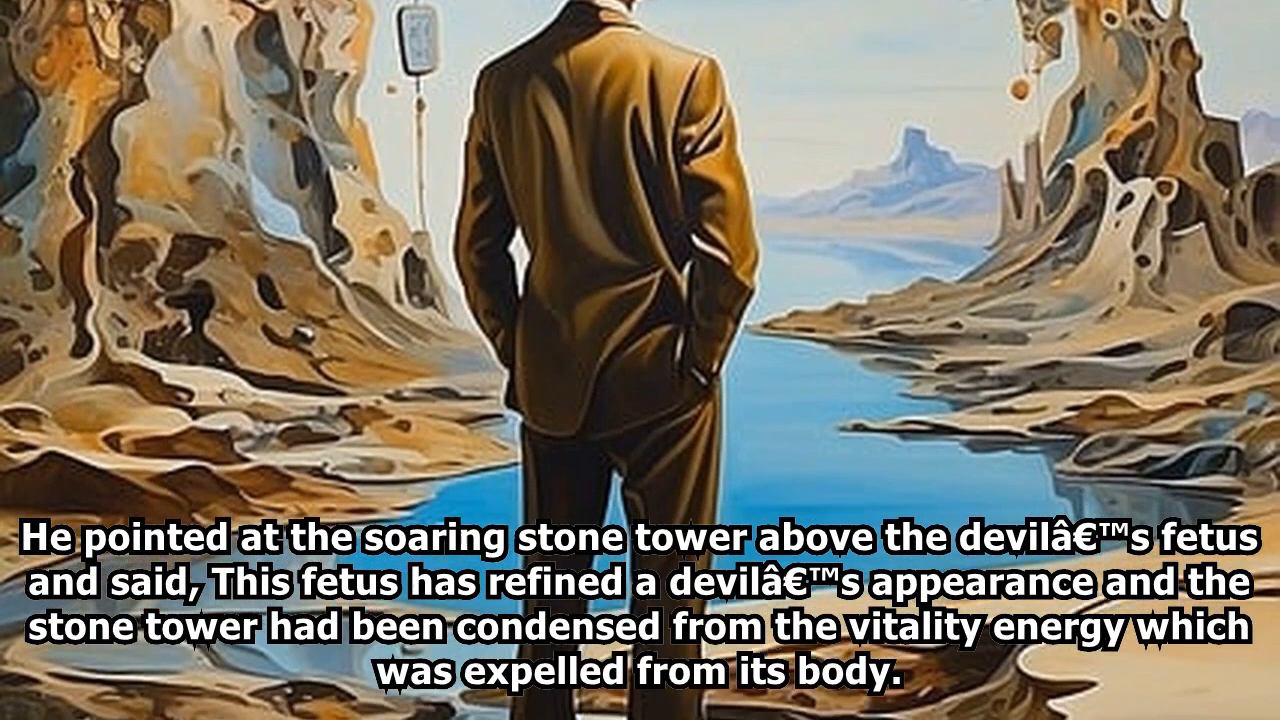 He pointed at the soaring stone tower above the devilâ€™s fetus
and said, This fetus has refined a devilâ€™s appearance and the
stone tower had been condensed from the vitality energy which
was expelled from its body.